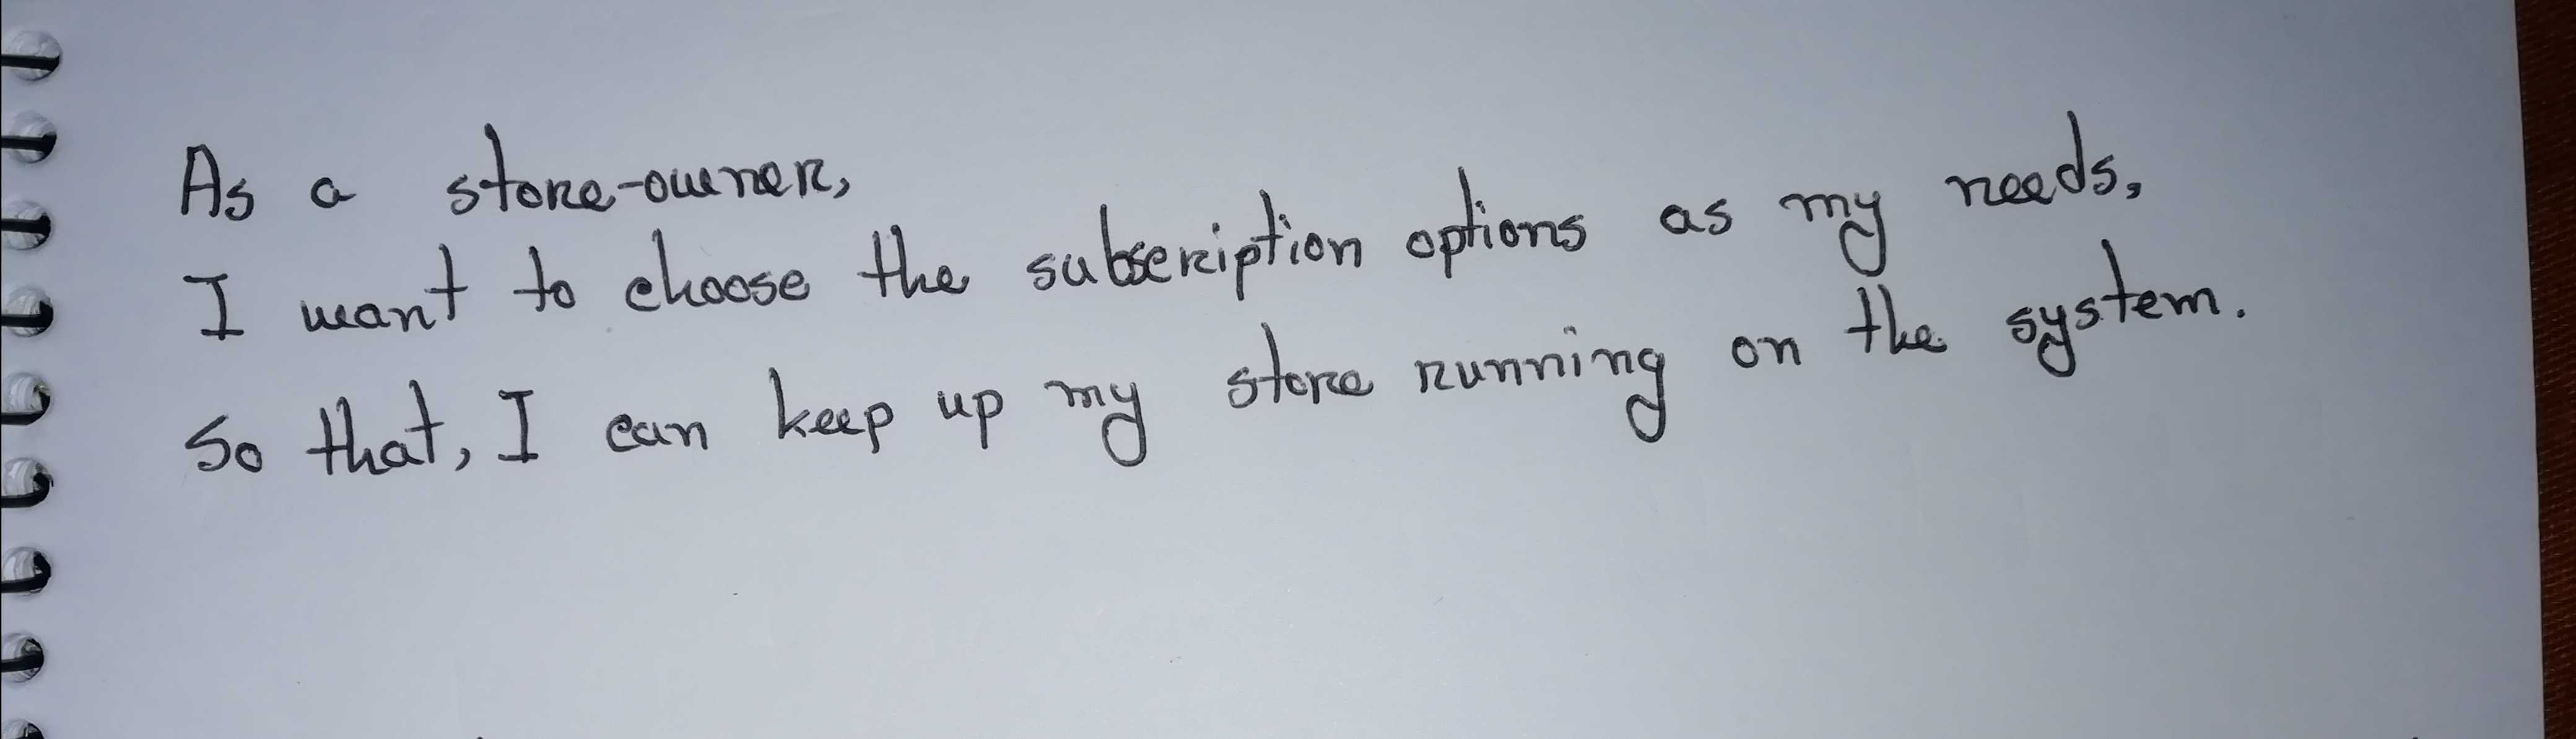 As a store-owner,
I want to choose the subscription options as my needs,
So that, I can keep up my store running on the system.